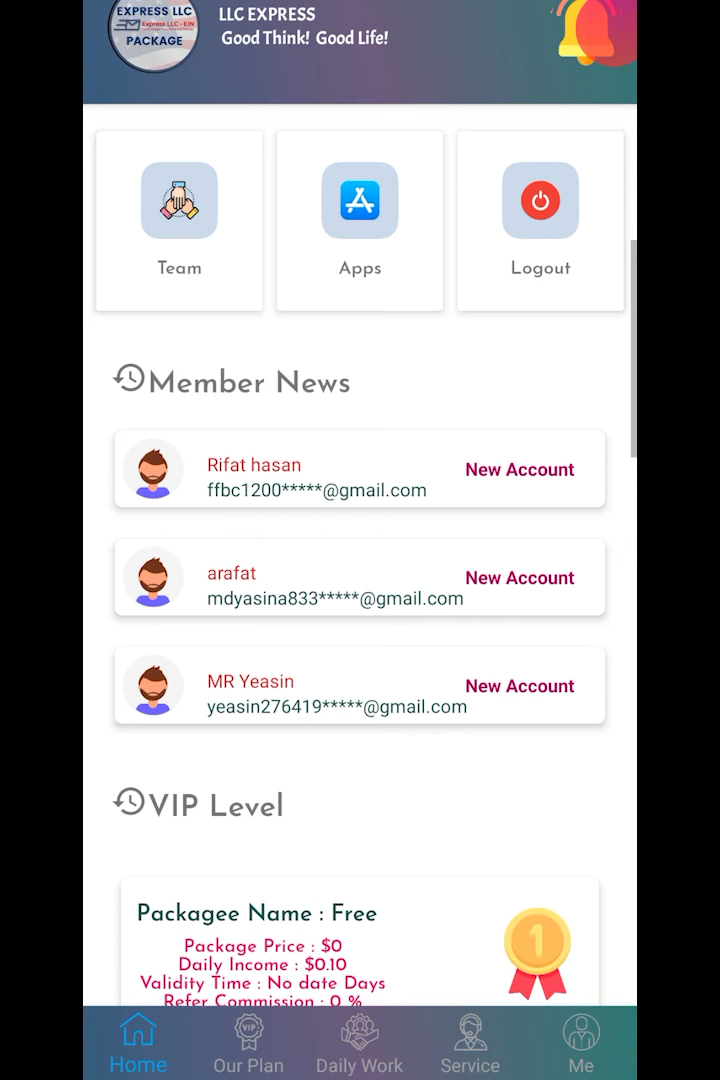 EXPRESS LLC
Express LLC - EIN
PACKAGE
LLC EXPRESS
Good Think! Good Life!
Team
Apps
Logout
Member News
Rifat hasan
ffbc1200*****@gmail.com
New Account
arafat
mdyasina833*****@gmail.com
New Account
MR Yeasin
yeasin276419*****@gmail.com
New Account
VIP Level
Packagee Name : Free
Package Price : $0
Daily Income : $0.10
Validity Time : No date Days
Refer Commission : 0 %
1
Home
VIP
Our Plan
Daily Work
Service
Me